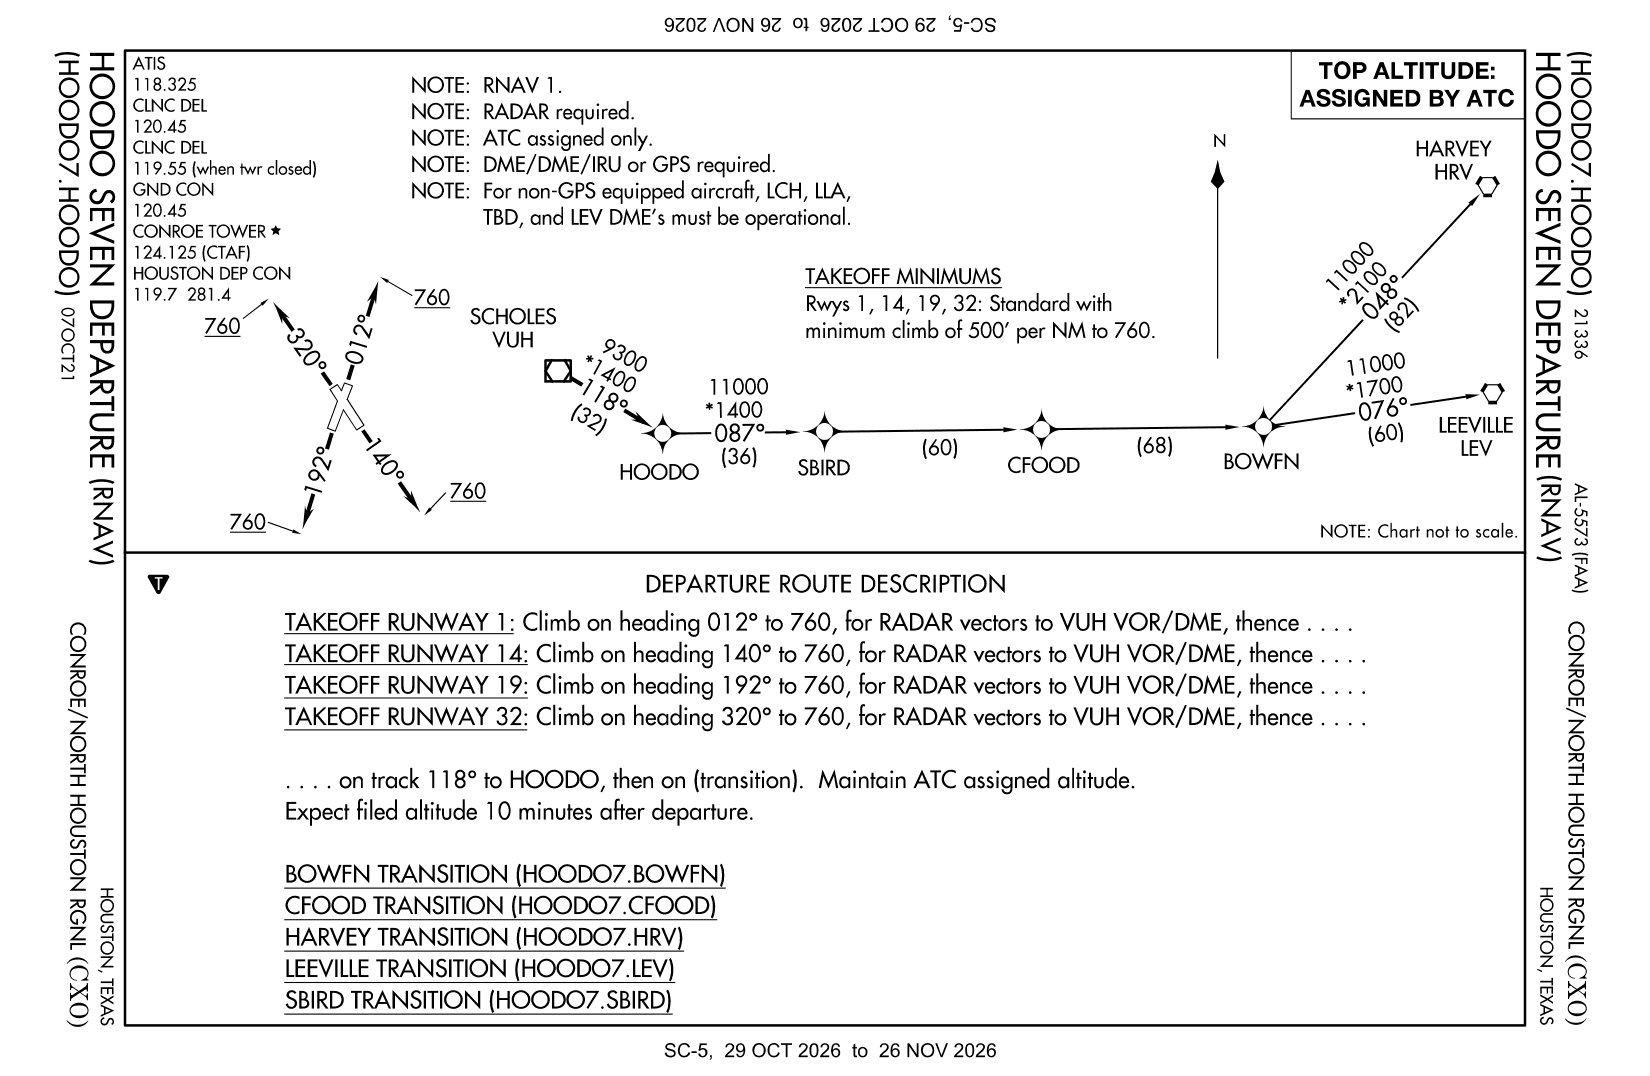 SC-5, 29 OCT 2026 to 26 NOV 2026
HOODO SEVEN DEPARTURE (RNAV)
(HOODO7.HOODO) 07OCT21
CONROE/NORTH HOUSTON RGNL (CXO)
HOUSTON, TEXAS
ATIS
118.325
CLNC DEL
120.45
CLNC DEL
119.55 (when twr closed)
GND CON
120.45
CONROE TOWER ★
124.125 (CTAF)
HOUSTON DEP CON
119.7 281.4
NOTE: RNAV 1.
NOTE: RADAR required.
NOTE: ATC assigned only.
NOTE: DME/DME/IRU or GPS required.
NOTE: For non-GPS equipped aircraft, LCH, LLA,
TBD, and LEV DME's must be operational.
TOP ALTITUDE:
ASSIGNED BY ATC
TAKEOFF MINIMUMS
Rwys 1, 14, 19, 32: Standard with
minimum climb of 500' per NM to 760.
N
760
320°
012°
760
192°
760
140°
760
SCHOLES
VUH
9300
*1400
118°
(32)
HOODO
11000
*1400
087°
(36)
SBIRD
(60)
CFOOD
(68)
BOWFN
11000
*2100
048°
(82)
HARVEY
HRV
11000
*1700
076°
(60)
LEEVILLE
LEV
NOTE: Chart not to scale.
T
DEPARTURE ROUTE DESCRIPTION
TAKEOFF RUNWAY 1: Climb on heading 012° to 760, for RADAR vectors to VUH VOR/DME, thence . . . .
TAKEOFF RUNWAY 14: Climb on heading 140° to 760, for RADAR vectors to VUH VOR/DME, thence . . . .
TAKEOFF RUNWAY 19: Climb on heading 192° to 760, for RADAR vectors to VUH VOR/DME, thence . . . .
TAKEOFF RUNWAY 32: Climb on heading 320° to 760, for RADAR vectors to VUH VOR/DME, thence . . . .
. . . . on track 118° to HOODO, then on (transition). Maintain ATC assigned altitude.
Expect filed altitude 10 minutes after departure.
BOWFN TRANSITION (HOODO7.BOWFN)
CFOOD TRANSITION (HOODO7.CFOOD)
HARVEY TRANSITION (HOODO7.HRV)
LEEVILLE TRANSITION (HOODO7.LEV)
SBIRD TRANSITION (HOODO7.SBIRD)
(HOODO7.HOODO) 21336
HOODO SEVEN DEPARTURE (RNAV)
AL-5573 (FAA)
CONROE/NORTH HOUSTON RGNL (CXO)
HOUSTON, TEXAS
SC-5, 29 OCT 2026 to 26 NOV 2026